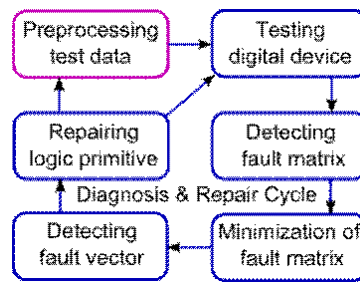 Preprocessing
test data
Testing
digital device
Repairing
logic primitive
Detecting
fault matrix
Diagnosis & Repair Cycle
Detecting
fault vector
Minimization of
fault matrix